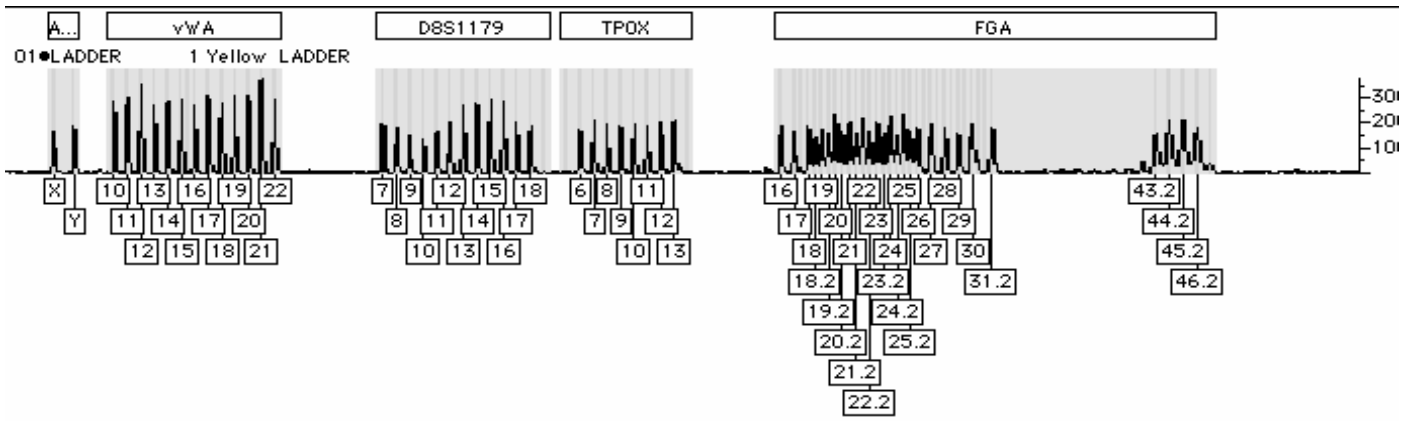 A... vWA D8S1179 TPOX FGA
01●LADDER 1 Yellow LADDER
300
200
100
X 10 13 16 19 22 7 9 12 15 18 6 8 11 16 19 22 25 28 43.2
Y 11 14 17 20 8 11 14 17 7 9 12 17 20 23 26 29 44.2
12 15 18 21 10 13 16 10 13 18 21 24 27 30 45.2
18.2 23.2 31.2 46.2
19.2 24.2
20.2 25.2
21.2
22.2